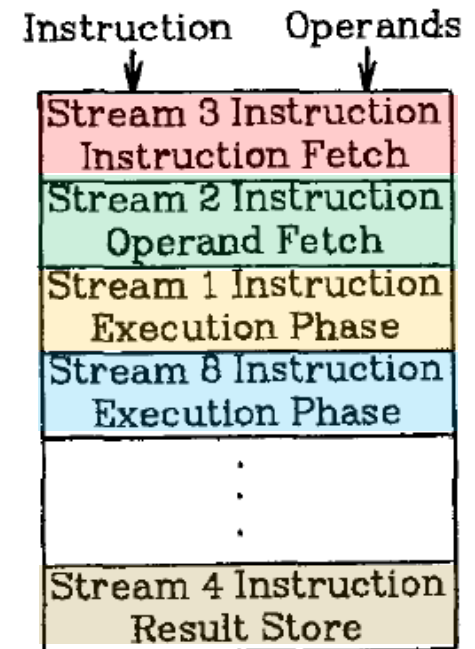 Instruction Operands
Stream 3 Instruction
Instruction Fetch
Stream 2 Instruction
Operand Fetch
Stream 1 Instruction
Execution Phase
Stream 8 Instruction
Execution Phase
.
.
.
Stream 4 Instruction
Result Store